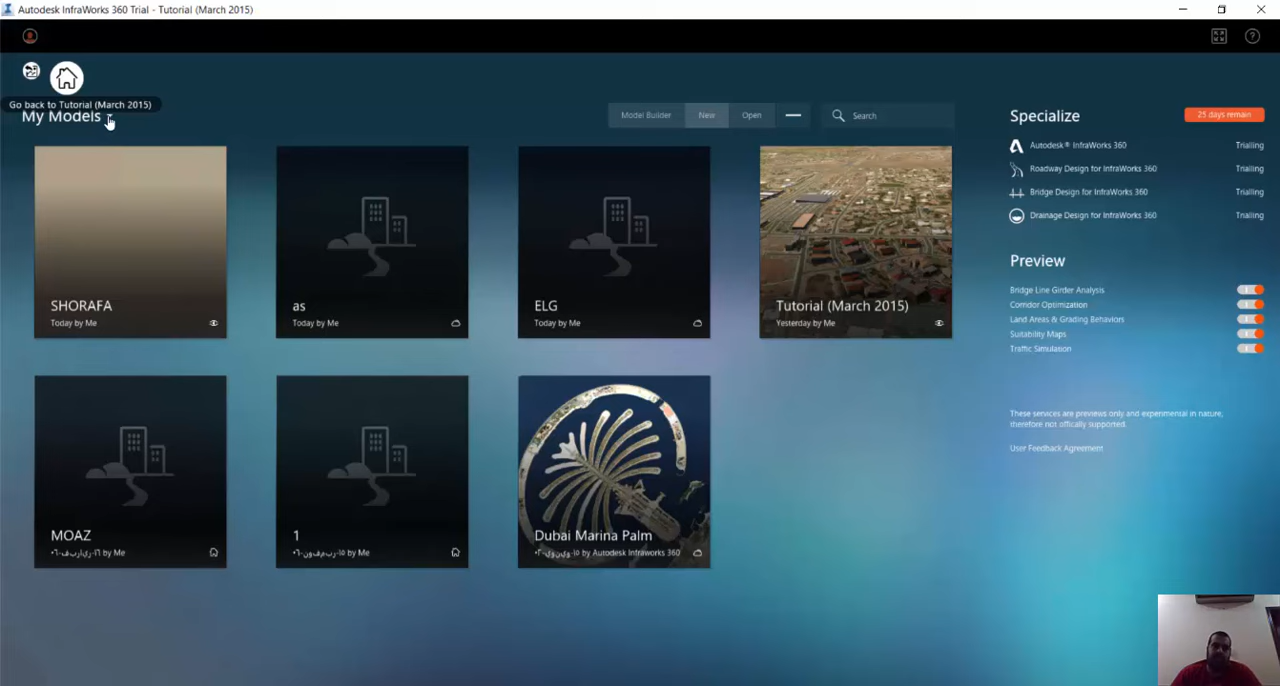 Autodesk InfraWorks 360 Trial - Tutorial (March 2015)
Go back to Tutorial (March 2015)
My Models
Model Builder
New
Open
Search
SHORAFA
Today by Me
as
Today by Me
ELG
Today by Me
Tutorial (March 2015)
Yesterday by Me
MOAZ
by Me
1
by Me
Dubai Marina Palm
by Autodesk Infraworks 360
Specialize
25 days remain
Autodesk® InfraWorks 360 Trialling
Roadway Design for InfraWorks 360 Trialling
Bridge Design for InfraWorks 360 Trialling
Drainage Design for InfraWorks 360 Trialling
Preview
Bridge Line Girder Analysis
Corridor Optimization
Land Areas & Grading Behaviors
Suitability Maps
Traffic Simulation
These services are previews only and experimental in nature,
therefore not offically supported.
User Feedback Agreement